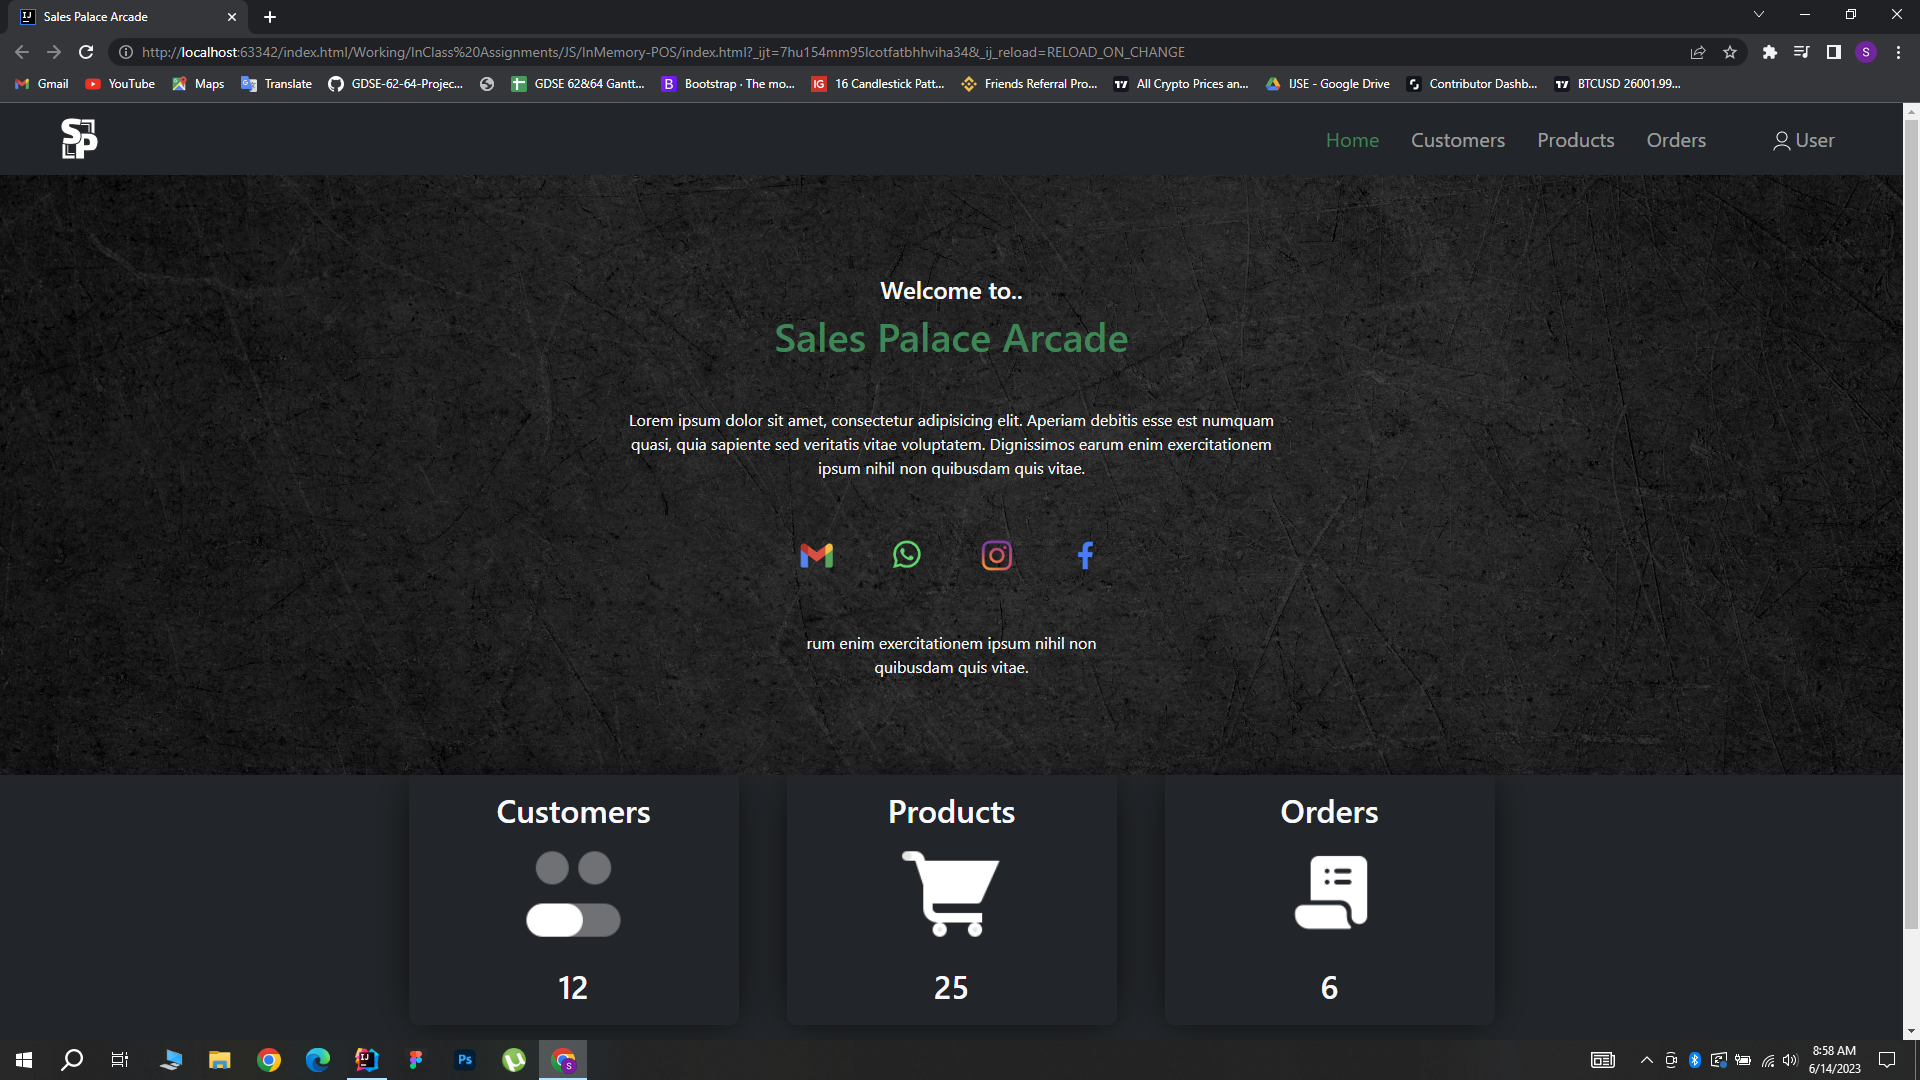 Sales Palace Arcade
http://localhost:63342/index.html/Working/InClass%20Assignments/JS/InMemory-POS/index.html?_ijt=7hu154mm95lcotfatbhhviha34&_ij_reload=RELOAD_ON_CHANGE
S
Gmail YouTube Maps Translate GDSE-62-64-Projec... GDSE 62&64 Gantt... B Bootstrap · The mo... IG 16 Candlestick Patt... Friends Referral Pro... All Crypto Prices an... IJSE - Google Drive Contributor Dashb... BTCUSD 26001.99...
SP Home Customers Products Orders User
Welcome to..
Sales Palace Arcade
Lorem ipsum dolor sit amet, consectetur adipisicing elit. Aperiam debitis esse est numquam
quasi, quia sapiente sed veritatis vitae voluptatem. Dignissimos earum enim exercitationem
ipsum nihil non quibusdam quis vitae.
rum enim exercitationem ipsum nihil non
quibusdam quis vitae.
Customers Products Orders
12 25 6
IJ Ps S
8:58 AM
6/14/2023